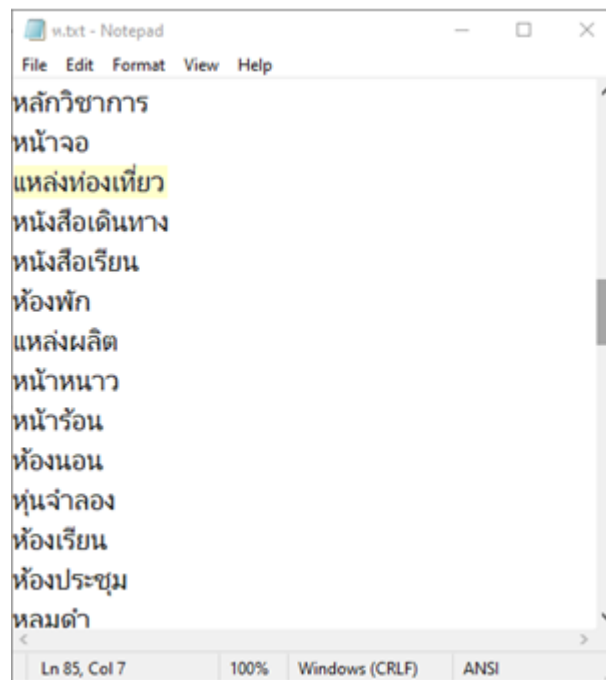 ห.txt - Notepad
File Edit Format View Help
หลักวิชาการ
หน้าจอ
แหล่งท่องเที่ยว
หนังสือเดินทาง
หนังสือเรียน
ห้องพัก
แหล่งผลิต
หน้าหนาว
หน้าร้อน
ห้องนอน
หุ่นจำลอง
ห้องเรียน
ห้องประชุม
หลุมดำ
Ln 85, Col 7 100% Windows (CRLF) ANSI